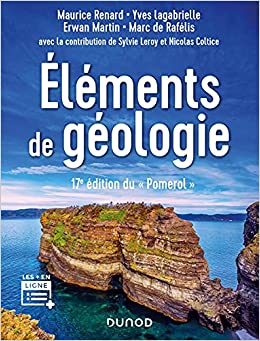 Maurice Renard • Yves lagabrielle
Erwan Martin • Marc de Rafélis
avec la contribution de Sylvie Leroy et Nicolas Coltice
Éléments
de géologie
17e édition du « Pomerol »
LES + EN
LIGNE
DUNOD